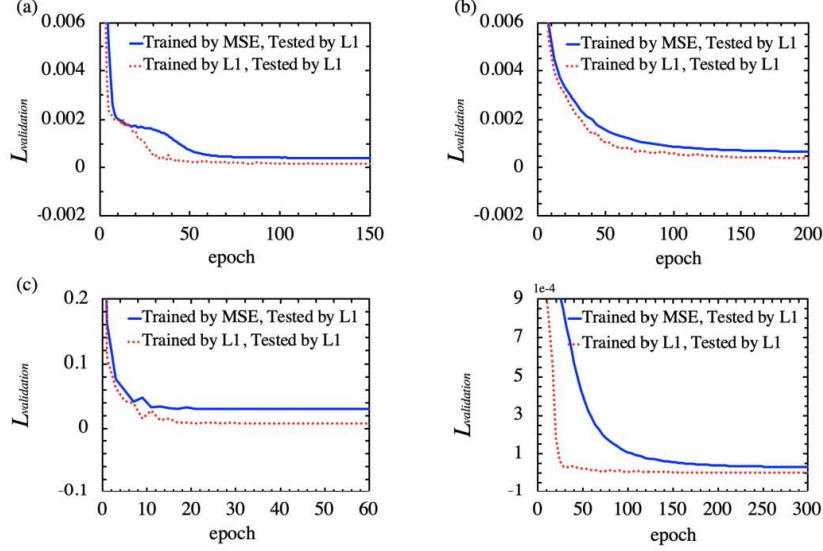 (a)
0.006
0.004
0.002
0
-0.002
L validation
Trained by MSE, Tested by L1
Trained by L1, Tested by L1
0 50 100 150
epoch
(b)
0.006
0.004
0.002
0
-0.002
L validation
Trained by MSE, Tested by L1
Trained by L1, Tested by L1
0 50 100 150 200
epoch
(c)
0.2
0.1
0
-0.1
L validation
Trained by MSE, Tested by L1
Trained by L1, Tested by L1
0 10 20 30 40 50 60
epoch
1e-4
9
7
5
3
1
-1
L validation
Trained by MSE, Tested by L1
Trained by L1, Tested by L1
0 50 100 150 200 250 300
epoch